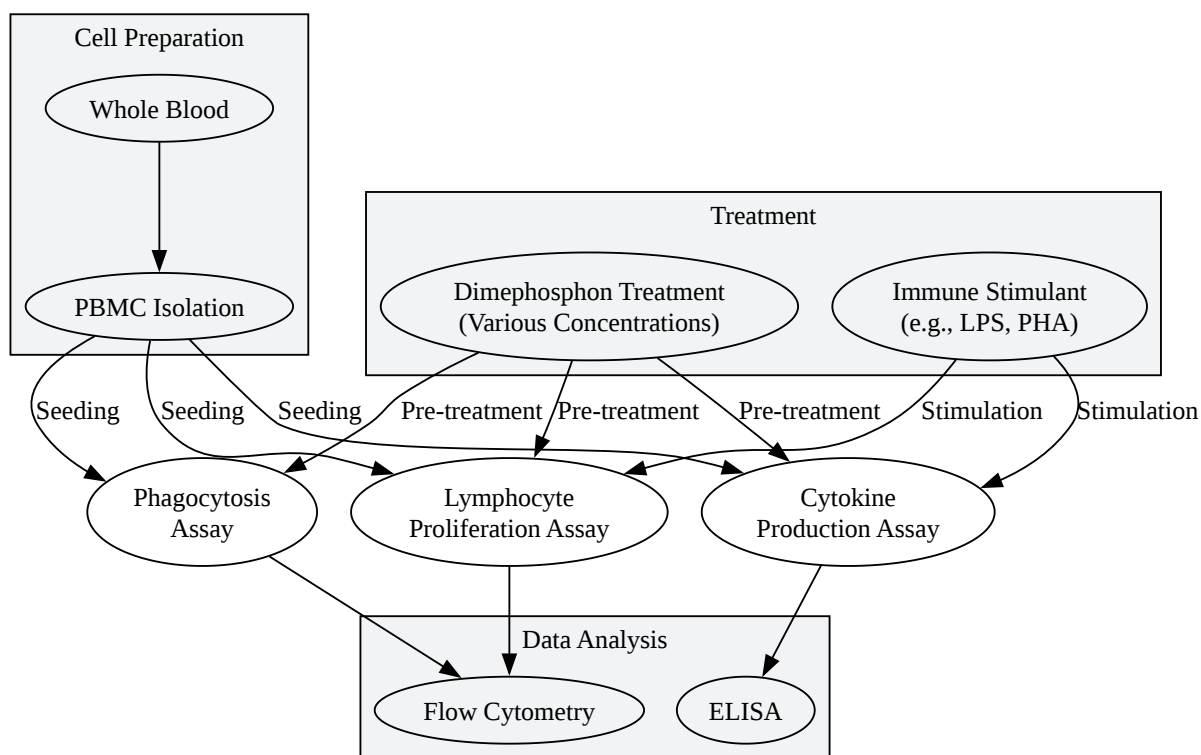 Cell Preparation
Whole Blood
PBMC Isolation
Treatment
Dimephosphon Treatment
(Various Concentrations)
Immune Stimulant
(e.g., LPS, PHA)
Seeding
Seeding
Seeding
Pre-treatment
Pre-treatment
Pre-treatment
Stimulation
Stimulation
Phagocytosis
Assay
Lymphocyte
Proliferation Assay
Cytokine
Production Assay
Data Analysis
Flow Cytometry
ELISA